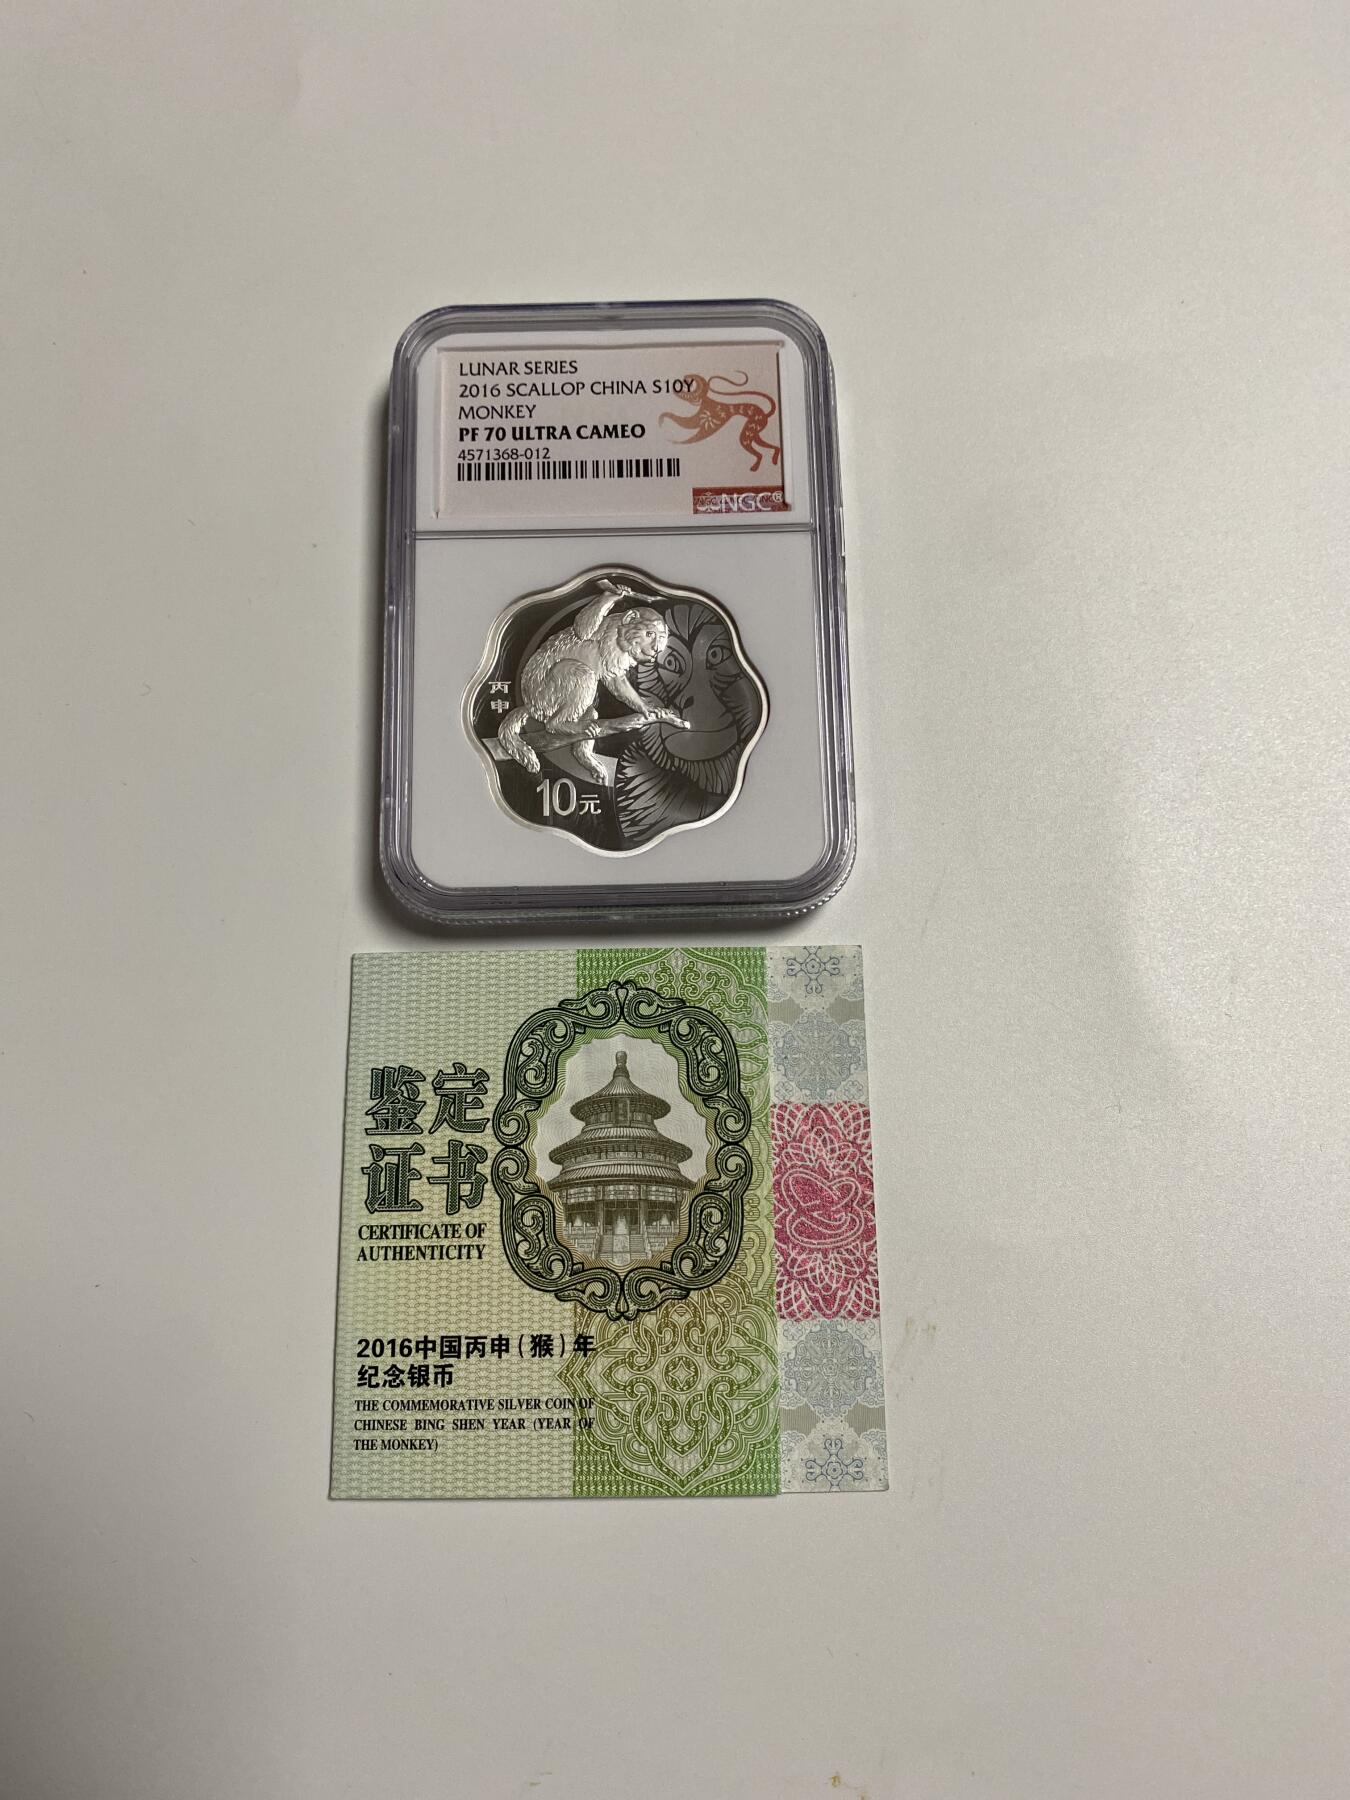 LUNAR SERIES
2016 SCALLOP CHINA S10Y
MONKEY
PF 70 ULTRA CAMEO
4571368-012
NGC®
丙
申
10元
鉴定
证书
CERTIFICATE OF
AUTHENTICITY
2016中国丙申(猴)年
纪念银币
THE COMMEMORATIVE SILVER COIN OF
CHINESE BING SHEN YEAR (YEAR OF
THE MONKEY)